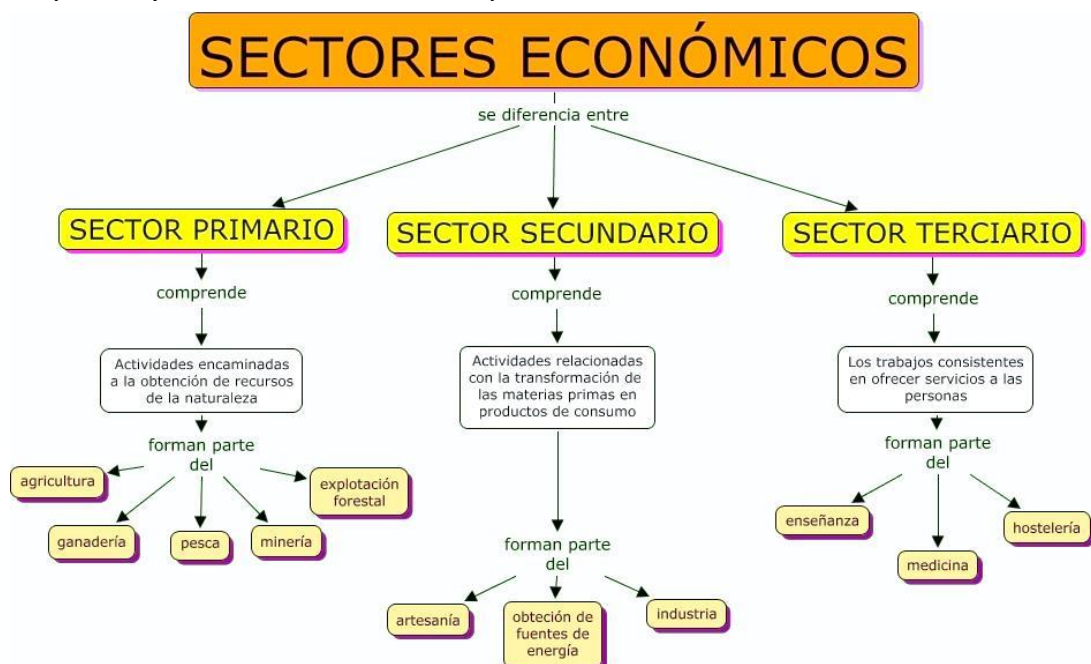 SECTORES ECONÓMICOS
se diferencia entre
SECTOR PRIMARIO
comprende
Actividades encaminadas
a la obtención de recursos
de la naturaleza
forman parte
del
agricultura
ganadería
pesca
minería
explotación
forestal
SECTOR SECUNDARIO
comprende
Actividades relacionadas
con la transformación de
las materias primas en
productos de consumo
forman parte
del
artesanía
obteción de
fuentes de
energía
industria
SECTOR TERCIARIO
comprende
Los trabajos consistentes
en ofrecer servicios a las
personas
forman parte
del
enseñanza
medicina
hostelería